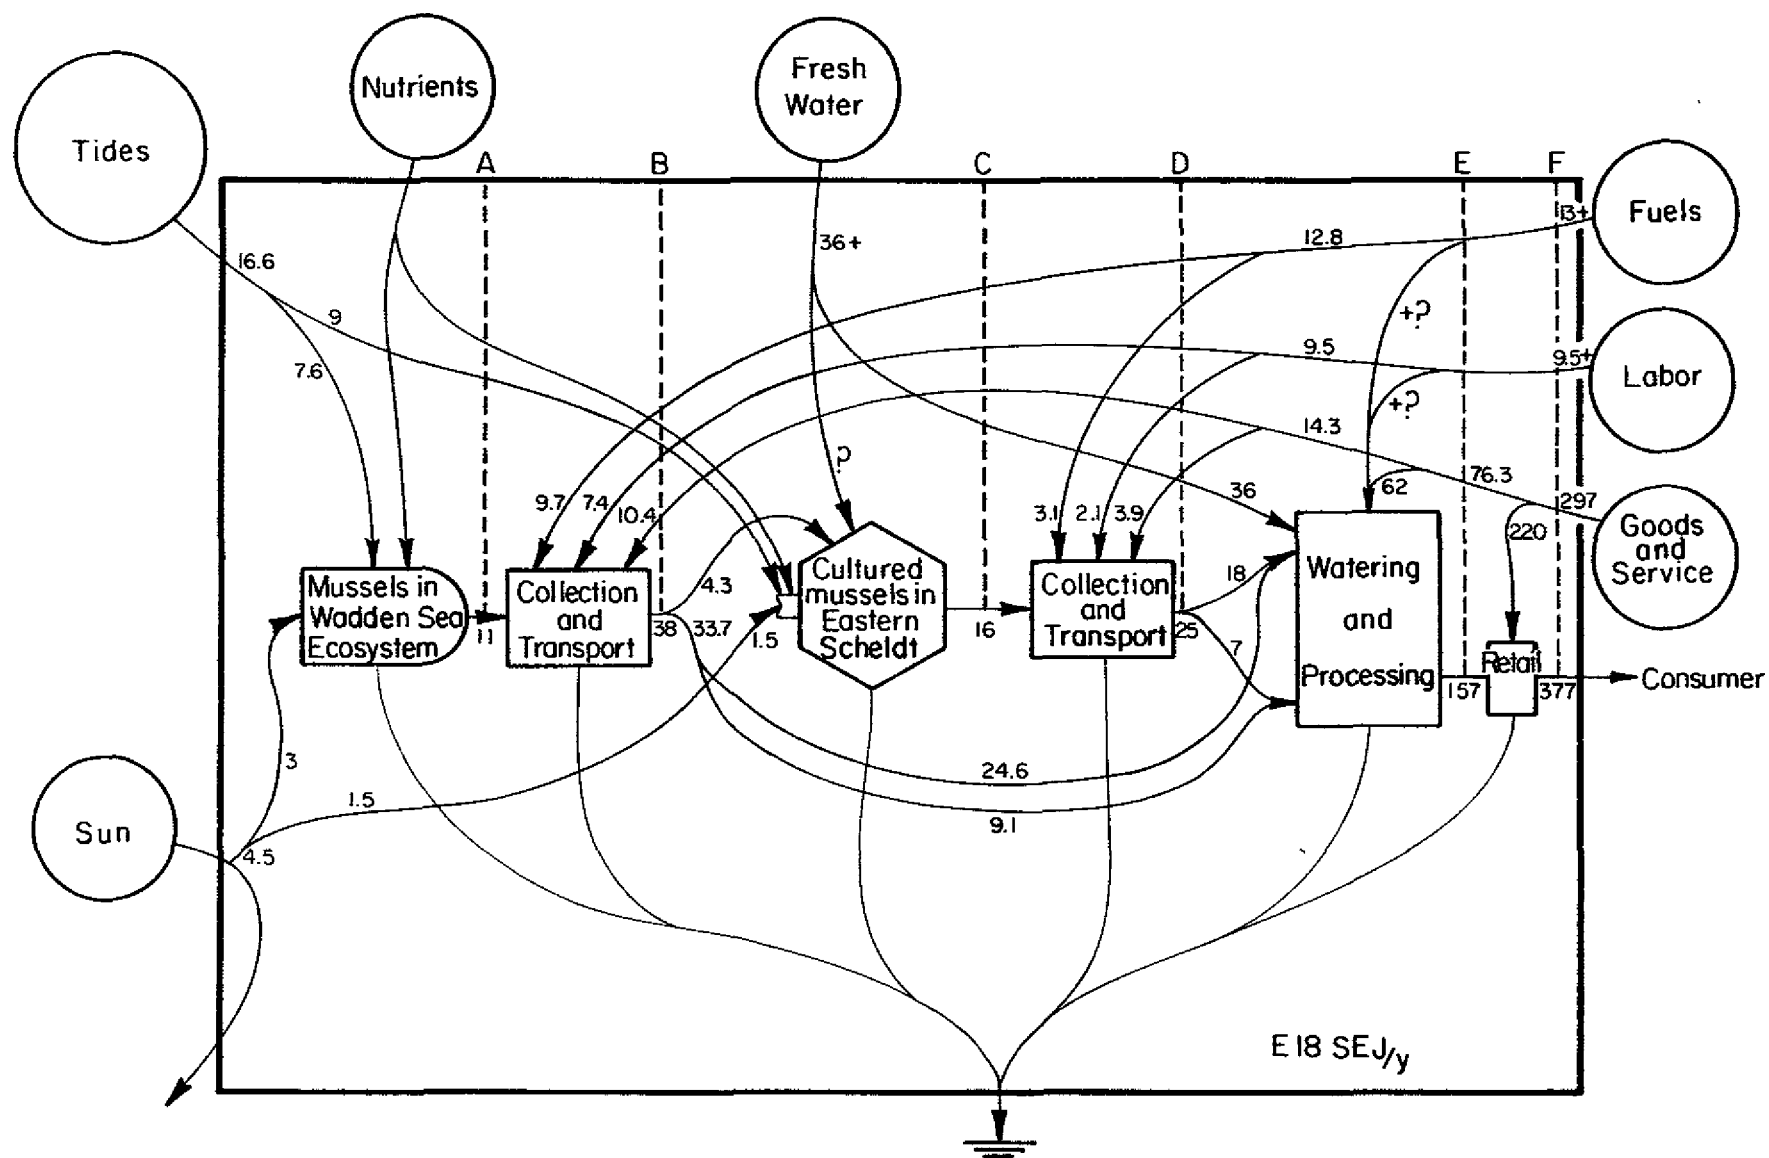 Nutrients
Fresh
Water
Tides
A
B
C
D
E
F
Fuels
13+
12.8
36+
16.6
9
+?
7.6
Labor
9.5
9.5+
+?
14.3
?
76.3
62
297
36
220
Goods
and
Service
9.7
7.4
10.4
3.1
2.1
3.9
Mussels in
Wadden Sea
Ecosystem
11
Collection
and
Transport
38
4.3
33.7
1.5
Cultured
mussels in
Eastern
Scheldt
16
Collection
and
Transport
25
18
7
Watering
and
Processing
157
Retail
377
Consumer
3
1.5
24.6
9.1
Sun
4.5
E18 SEJ/y